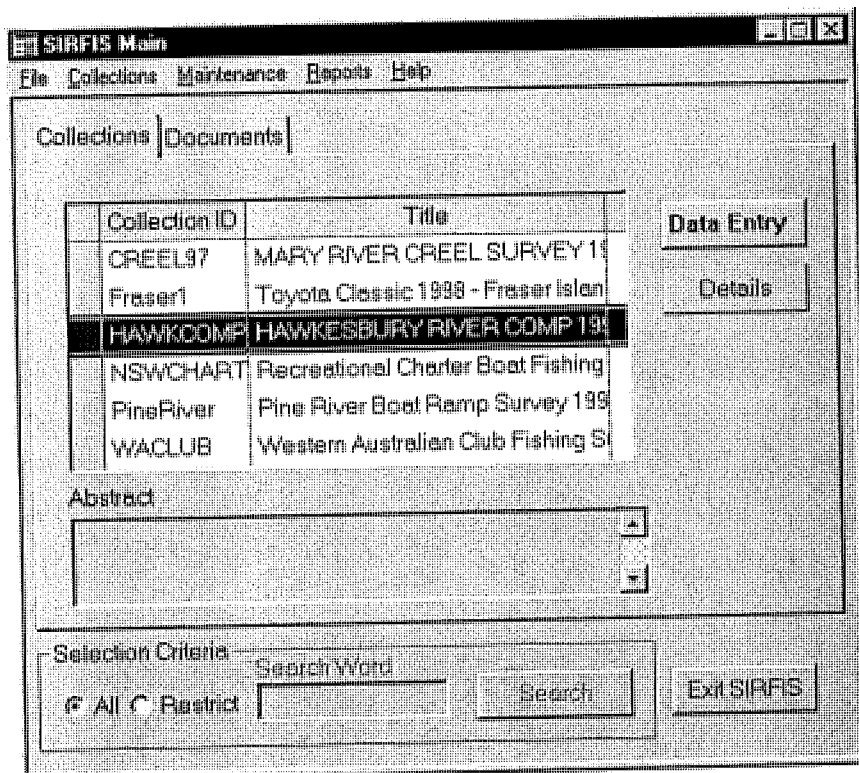 SIRFIS Main
File Collections Maintenance Reports Help
Collections Documents
Collection ID Title
CREEL97 MARY RIVER CREEL SURVEY 19
Fraser1 Toyota Classic 1998 - Fraser Islan
HAWKCOMP HAWKESBURY RIVER COMP 199
NSWCHART Recreational Charter Boat Fishing
PineRiver Pine River Boat Ramp Survey 199
WACLUB Western Australian Club Fishing S
Data Entry
Details
Abstract
Selection Criteria
All Restrict
Search Word
Search
Exit SIRFIS